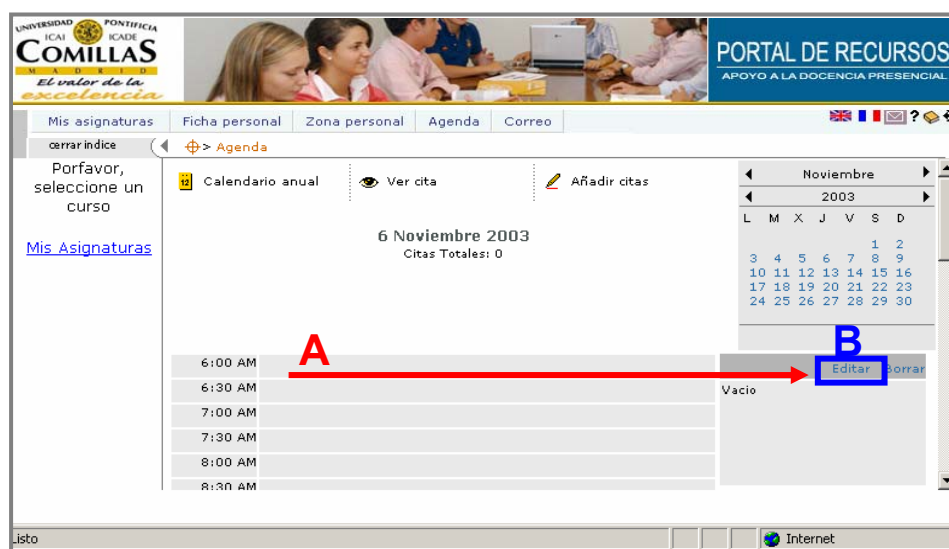 UNIVERSIDAD PONTIFICIA
ICAI ICADE
COMILLAS
MADRID
El valor de la
excelencia
PORTAL DE RECURSOS
APOYO A LA DOCENCIA PRESENCIAL
Mis asignaturas Ficha personal Zona personal Agenda Correo ?
cerrar indice > Agenda
Porfavor,
seleccione un
curso
Mis Asignaturas
12 Calendario anual Ver cita Añadir citas
6 Noviembre 2003
Citas Totales: 0
Noviembre
2003
L M X J V S D
1 2
3 4 5 6 7 8 9
10 11 12 13 14 15 16
17 18 19 20 21 22 23
24 25 26 27 28 29 30
A B
6:00 AM
6:30 AM
7:00 AM
7:30 AM
8:00 AM
8:30 AM
Editar Borrar
Vacio
Listo Internet